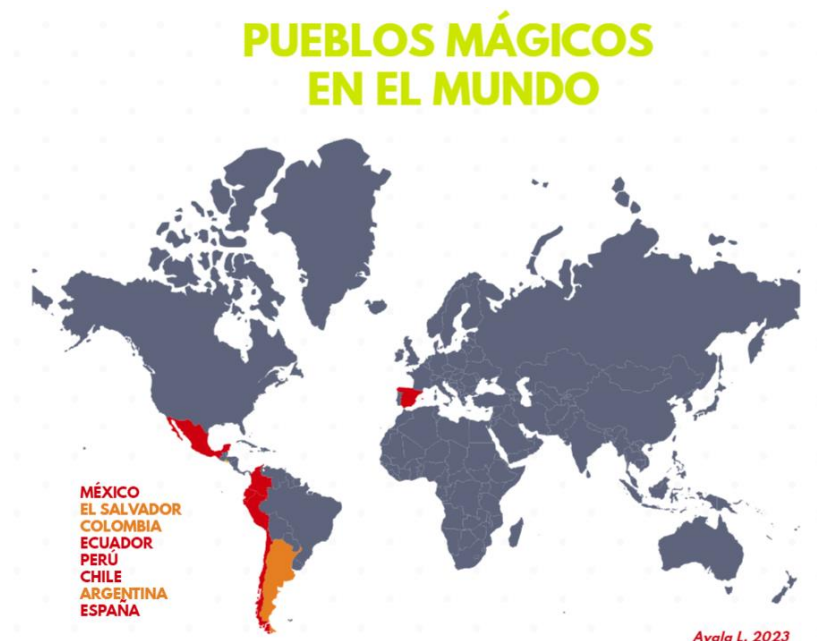 PUEBLOS MÁGICOS
EN EL MUNDO
MÉXICO
EL SALVADOR
COLOMBIA
ECUADOR
PERÚ
CHILE
ARGENTINA
ESPAÑA
Ayala L. 2023